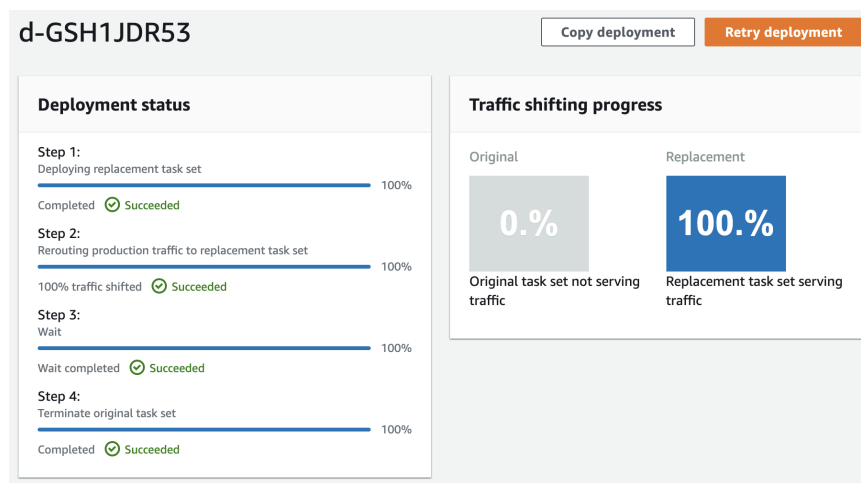 d-GSH1JDR53
Copy deployment
Retry deployment
Deployment status
Step 1:
Deploying replacement task set
100%
Completed Succeeded
Step 2:
Rerouting production traffic to replacement task set
100%
100% traffic shifted Succeeded
Step 3:
Wait
100%
Wait completed Succeeded
Step 4:
Terminate original task set
100%
Completed Succeeded
Traffic shifting progress
Original
0.%
Original task set not serving
traffic
Replacement
100.%
Replacement task set serving
traffic